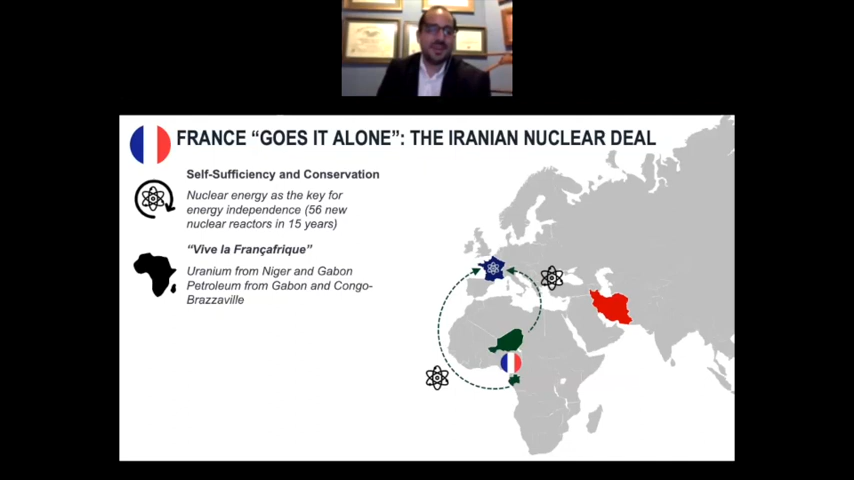 FRANCE “GOES IT ALONE”: THE IRANIAN NUCLEAR DEAL
Self-Sufficiency and Conservation
Nuclear energy as the key for
energy independence (56 new
nuclear reactors in 15 years)
“Vive la Françafrique”
Uranium from Niger and Gabon
Petroleum from Gabon and Congo-
Brazzaville